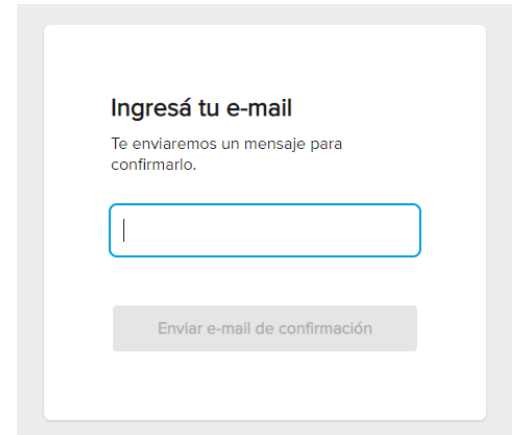 Ingresá tu e-mail
Te enviaremos un mensaje para
confirmarlo.
Enviar e-mail de confirmación